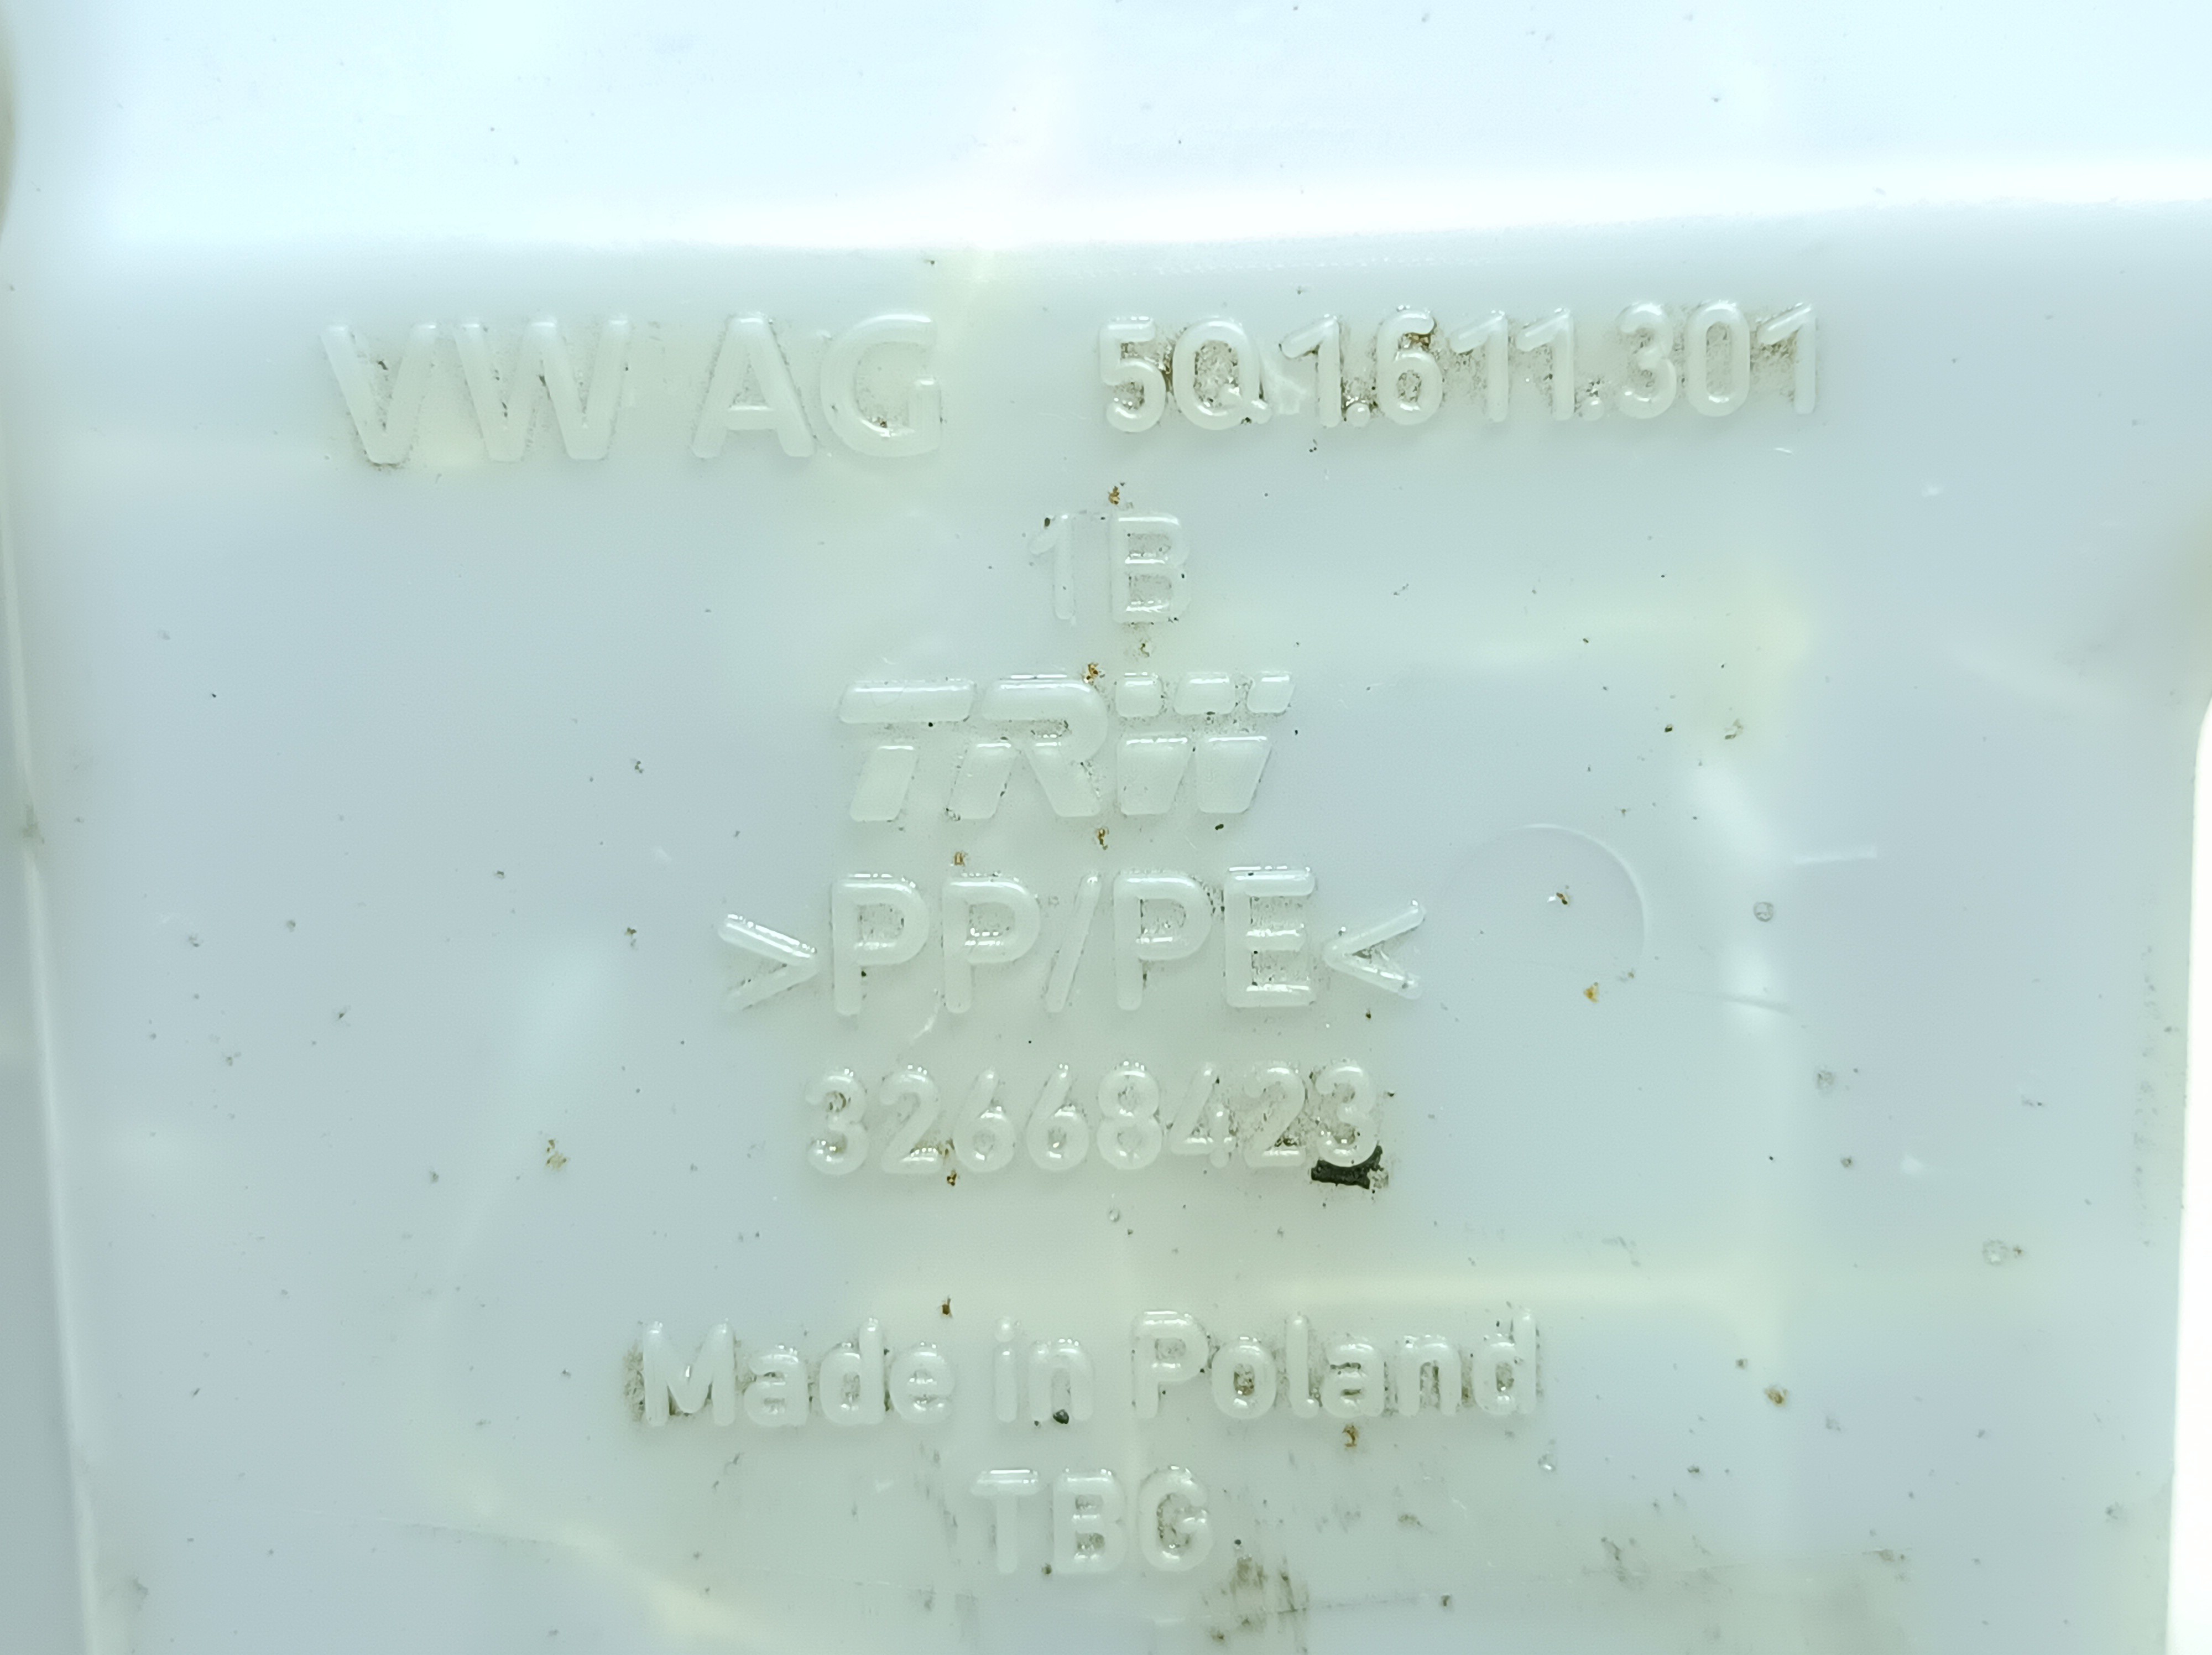 VW AG 5Q1.611.301
1B
TRW
>PP/PE<
32668423
Made in Poland
TBG